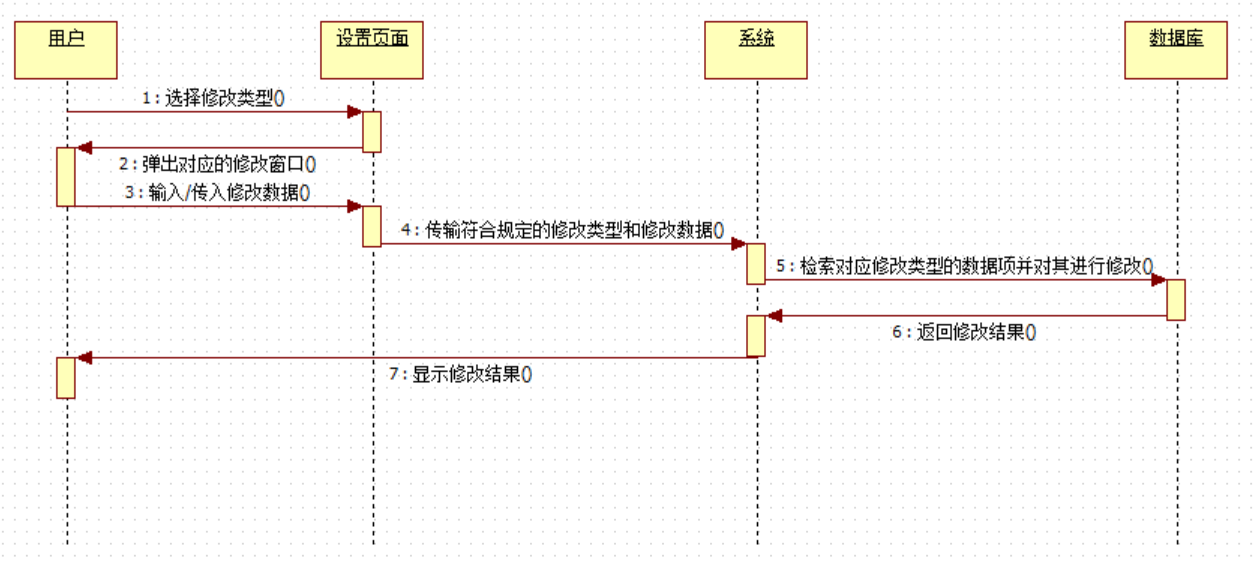 用户
设置页面
系统
数据库
1 : 选择修改类型()
2 : 弹出对应的修改窗口()
3 : 输入/传入修改数据()
4 : 传输符合规定的修改类型和修改数据()
5 : 检索对应修改类型的数据项并对其进行修改()
6 : 返回修改结果()
7 : 显示修改结果()